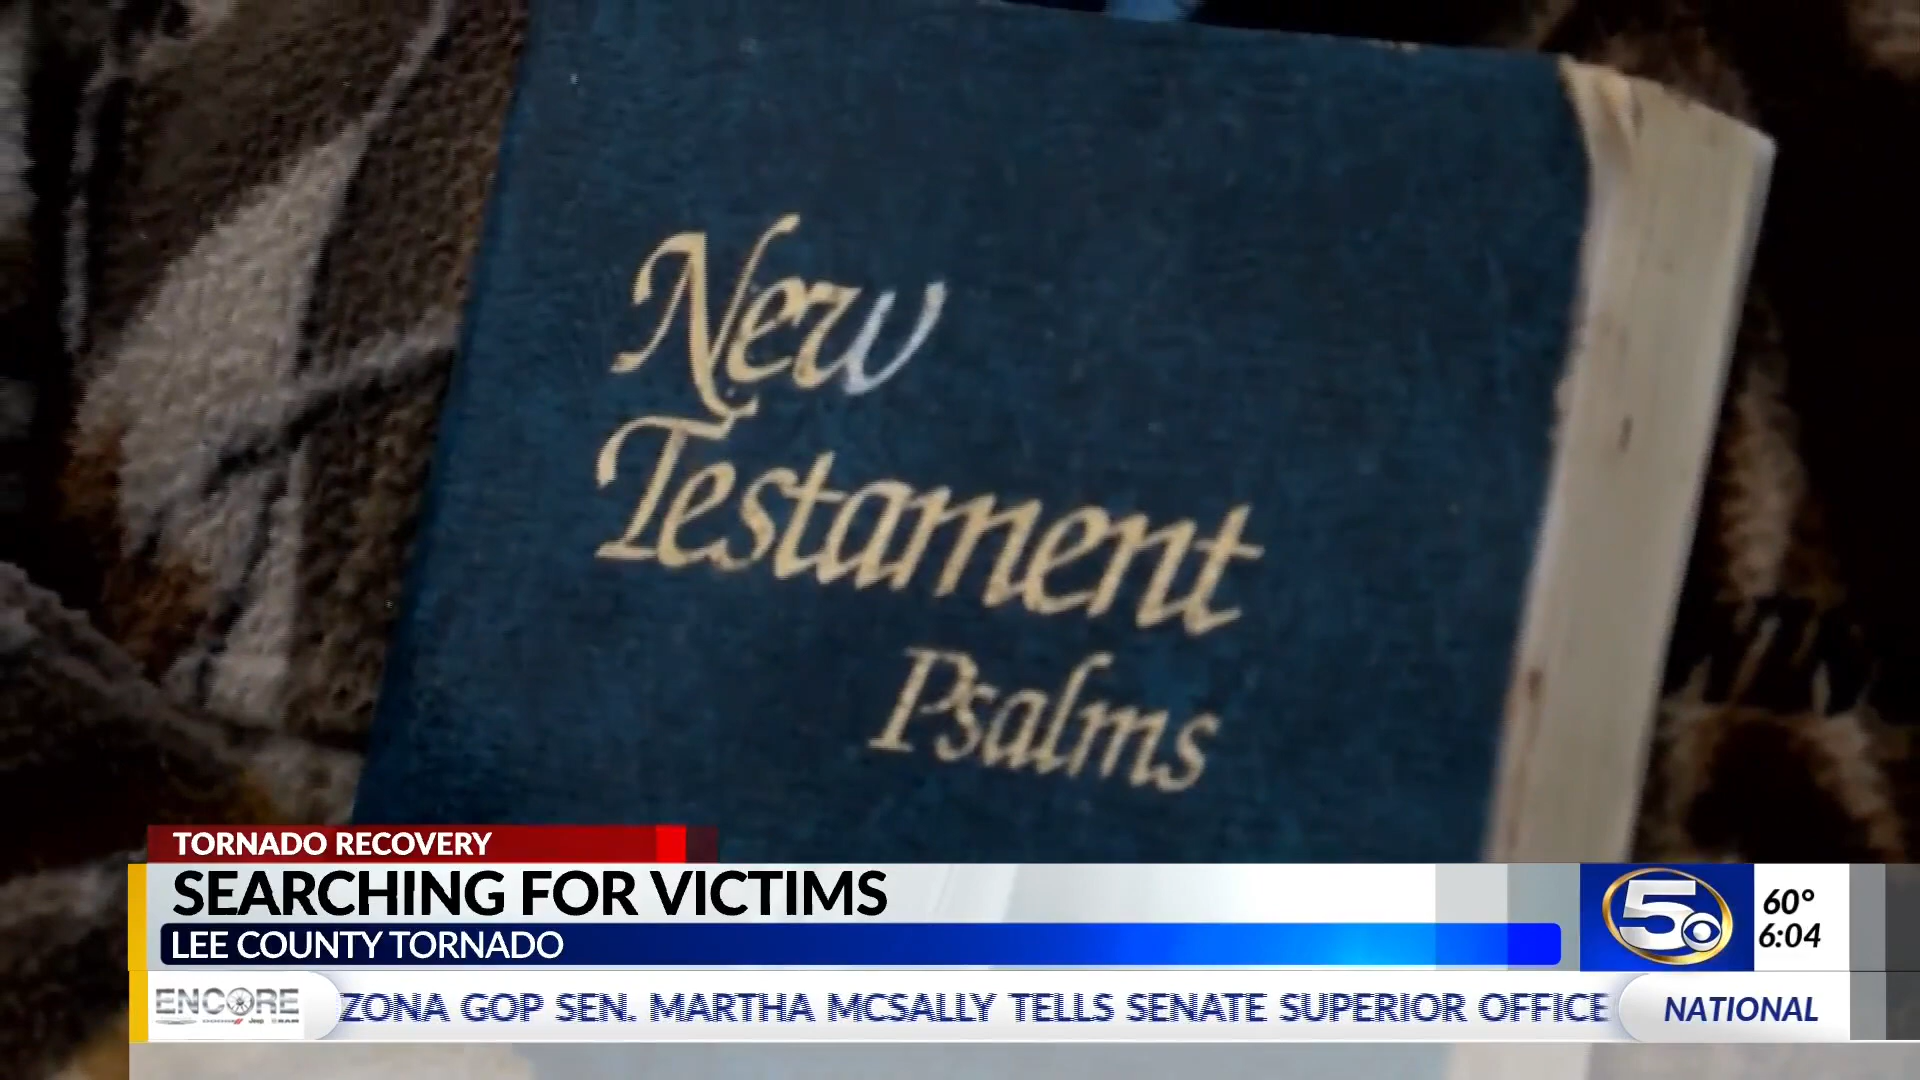 New
Testament
Psalms
TORNADO RECOVERY
SEARCHING FOR VICTIMS
LEE COUNTY TORNADO
5
60°
6:04
ENCORE
ZONA GOP SEN. MARTHA MCSALLY TELLS SENATE SUPERIOR OFFICE
NATIONAL